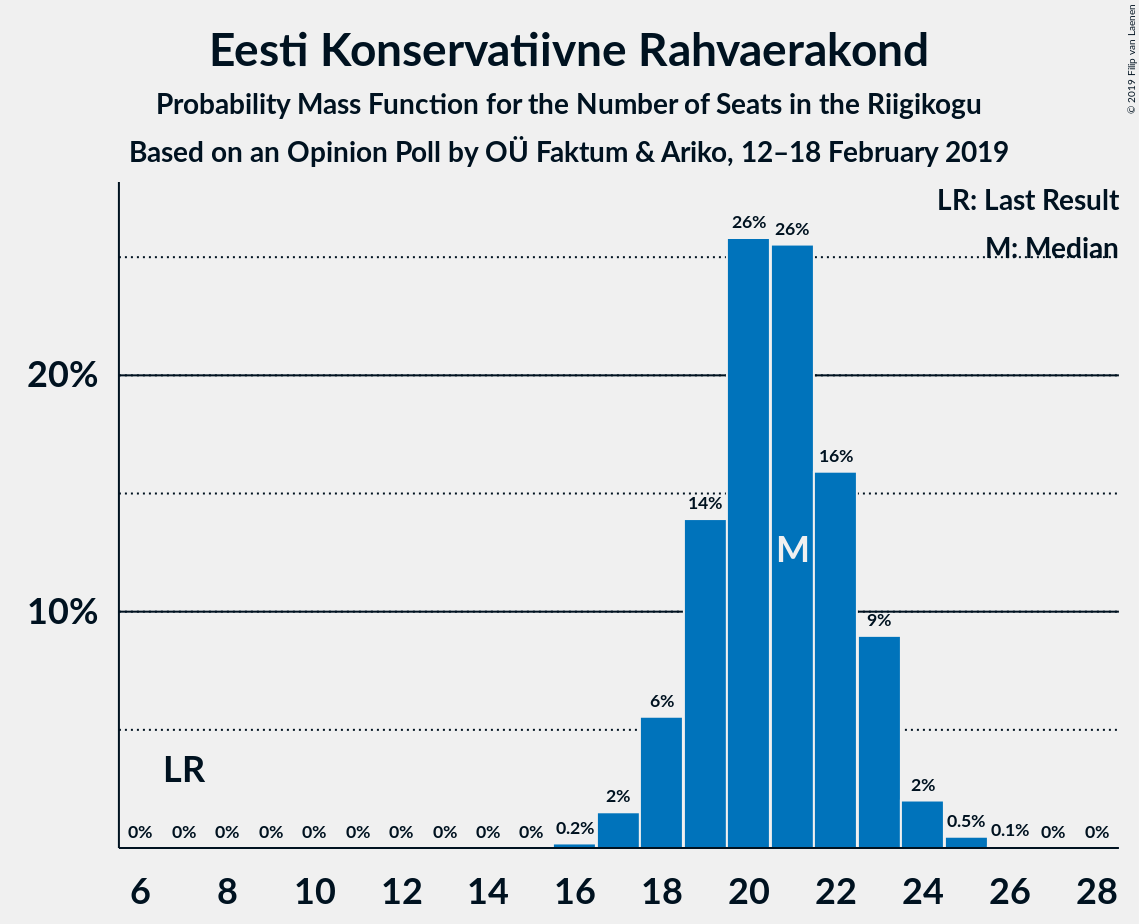 Eesti Konservatiivne Rahvaerakond
Probability Mass Function for the Number of Seats in the Riigikogu
Based on an Opinion Poll by OÜ Faktum & Ariko, 12–18 February 2019
© 2019 Filip van Laenen
LR: Last Result
M: Median
26% 26%
20%
16%
14%
M
10%
9%
6%
LR
2% 2%
0% 0% 0% 0% 0% 0% 0% 0% 0% 0% 0.2% 0.5% 0.1% 0% 0%
6 8 10 12 14 16 18 20 22 24 26 28